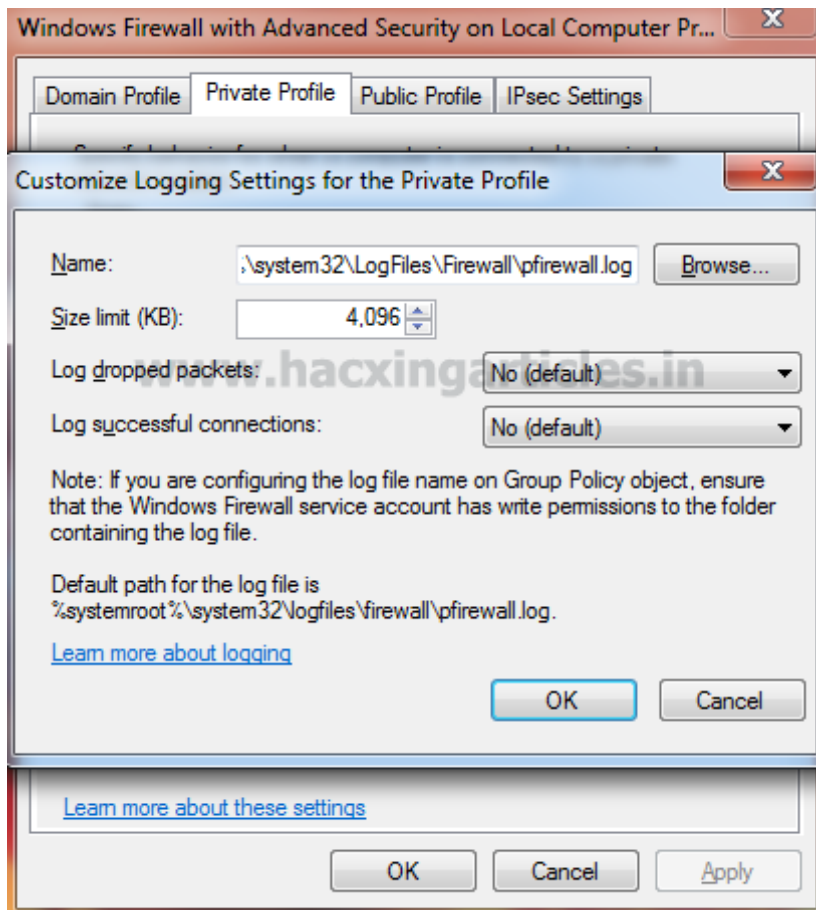 Windows Firewall with Advanced Security on Local Computer Pr...
Domain Profile Private Profile Public Profile IPsec Settings
Customize Logging Settings for the Private Profile
Name: \system32\LogFiles\Firewall\pfirewall.log Browse...
Size limit (KB): 4,096
Log dropped packets: No (default)
www.hacxingarticles.in
Log successful connections: No (default)
Note: If you are configuring the log file name on Group Policy object, ensure
that the Windows Firewall service account has write permissions to the folder
containing the log file.
Default path for the log file is
%systemroot%\system32\logfiles\firewall\pfirewall.log.
Learn more about logging
OK Cancel
Learn more about these settings
OK Cancel Apply